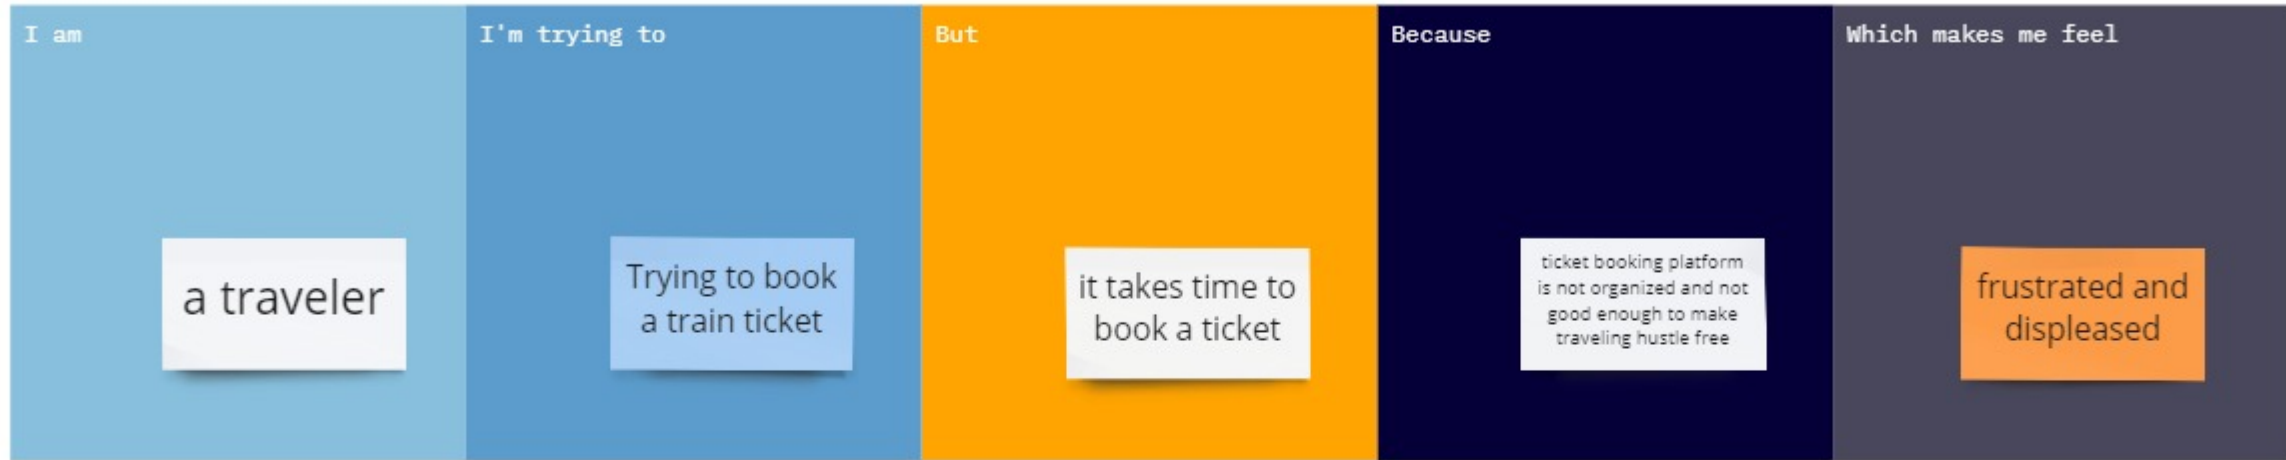 I am
a traveler
I'm trying to
Trying to book
a train ticket
But
it takes time to
book a ticket
Because
ticket booking platform
is not organized and not
good enough to make
traveling hustle free
Which makes me feel
frustrated and
displeased